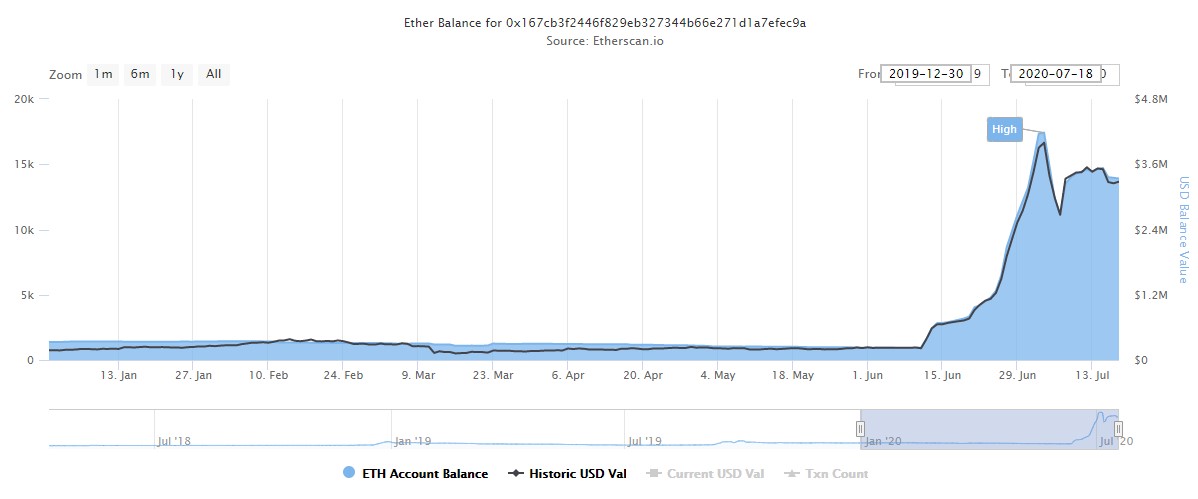 Ether Balance for 0x167cb3f2446f829eb327344b66e271d1a7efec9a
Source: Etherscan.io
Zoom 1m 6m 1y All
2019-12-30 9 2020-07-18
20k $4.8M
High
15k $3.6M
10k $2.4M
5k $1.2M
0 $0
USD Balance Value
13. Jan 27. Jan 10. Feb 24. Feb 9. Mar 23. Mar 6. Apr 20. Apr 4. May 18. May 1. Jun 15. Jun 29. Jun 13. Jul
Jul '18 Jan '19 Jul '19 Jan '20 Jul '20
ETH Account Balance Historic USD Val Current USD Val Txn Count